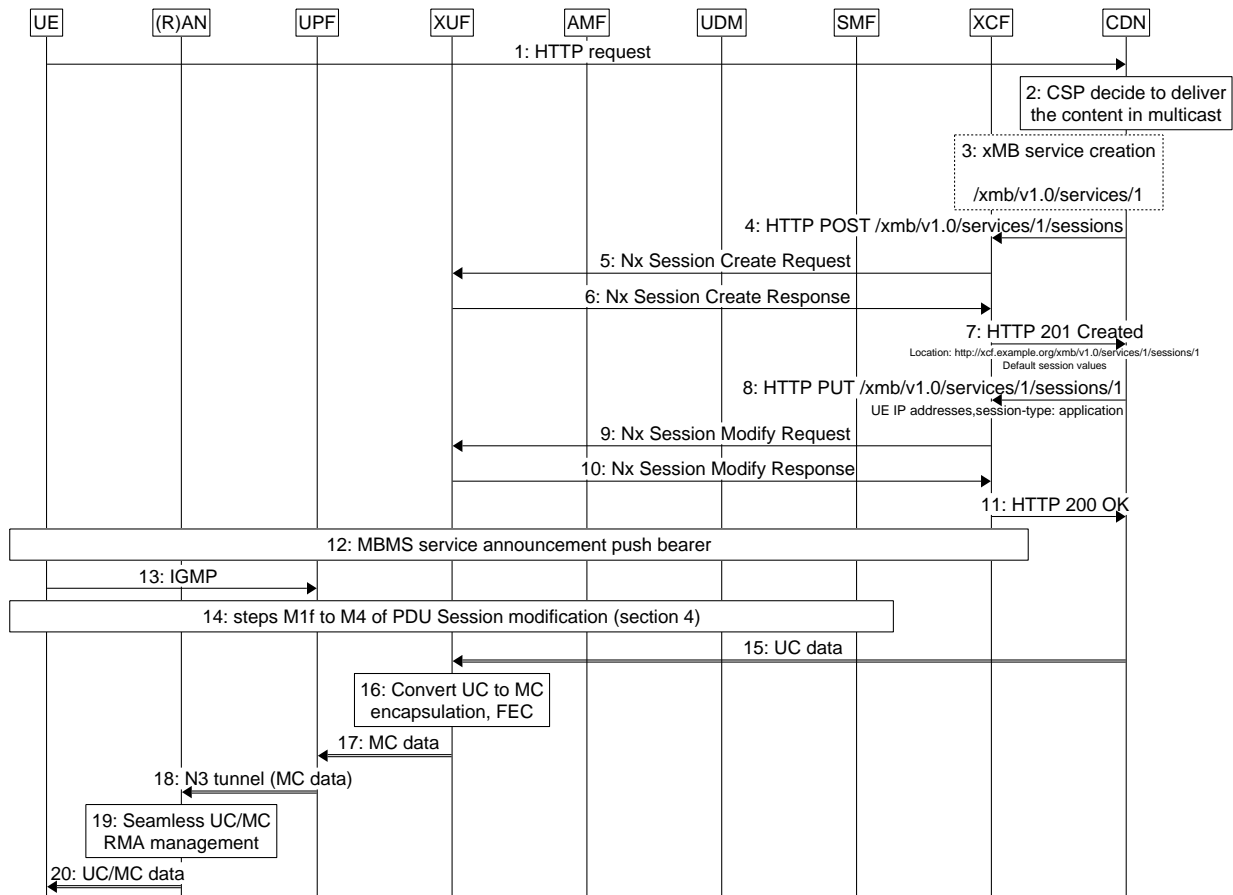 UE (R)AN UPF XUF AMF UDM SMF XCF CDN
1: HTTP request
2: CSP decide to deliver
the content in multicast
3: xMB service creation
/xmb/v1.0/services/1
4: HTTP POST /xmb/v1.0/services/1/sessions
5: Nx Session Create Request
6: Nx Session Create Response
7: HTTP 201 Created
Location: http://xcf.example.org/xmb/v1.0/services/1/sessions/1
Default session values
8: HTTP PUT /xmb/v1.0/services/1/sessions/1
UE IP addresses,session-type: application
9: Nx Session Modify Request
10: Nx Session Modify Response
11: HTTP 200 OK
12: MBMS service announcement push bearer
13: IGMP
14: steps M1f to M4 of PDU Session modification (section 4)
15: UC data
16: Convert UC to MC
encapsulation, FEC
17: MC data
18: N3 tunnel (MC data)
19: Seamless UC/MC
RMA management
20: UC/MC data